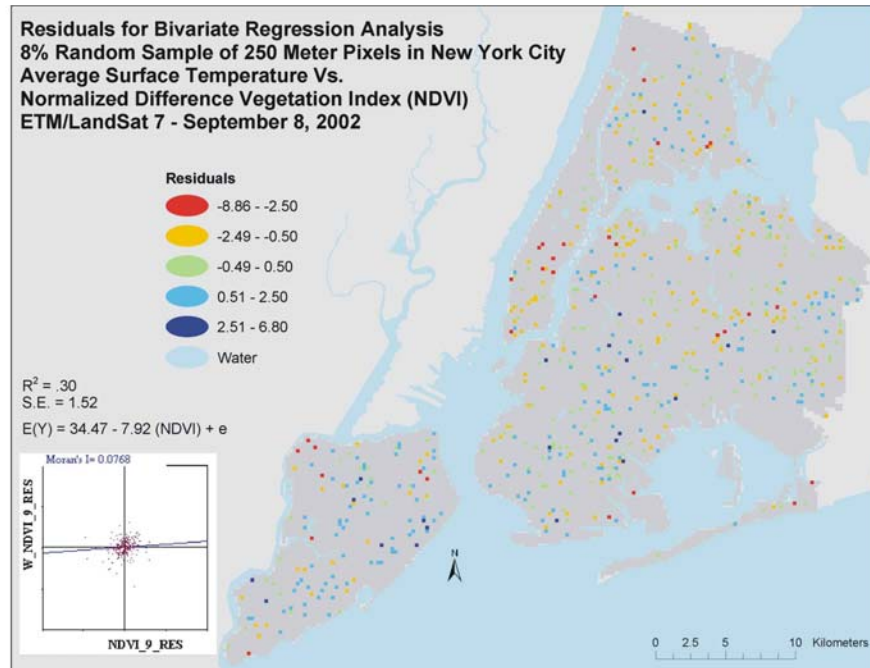 Residuals for Bivariate Regression Analysis
8% Random Sample of 250 Meter Pixels in New York City
Average Surface Temperature Vs.
Normalized Difference Vegetation Index (NDVI)
ETM/LandSat 7 - September 8, 2002
Residuals
-8.86 - -2.50
-2.49 - -0.50
-0.49 - 0.50
0.51 - 2.50
2.51 - 6.80
Water
R² = .30
S.E. = 1.52
E(Y) = 34.47 - 7.92 (NDVI) + e
Moran's I= 0.0768
W_NDVI_9_RES
NDVI_9_RES
N
0 2.5 5 10 Kilometers